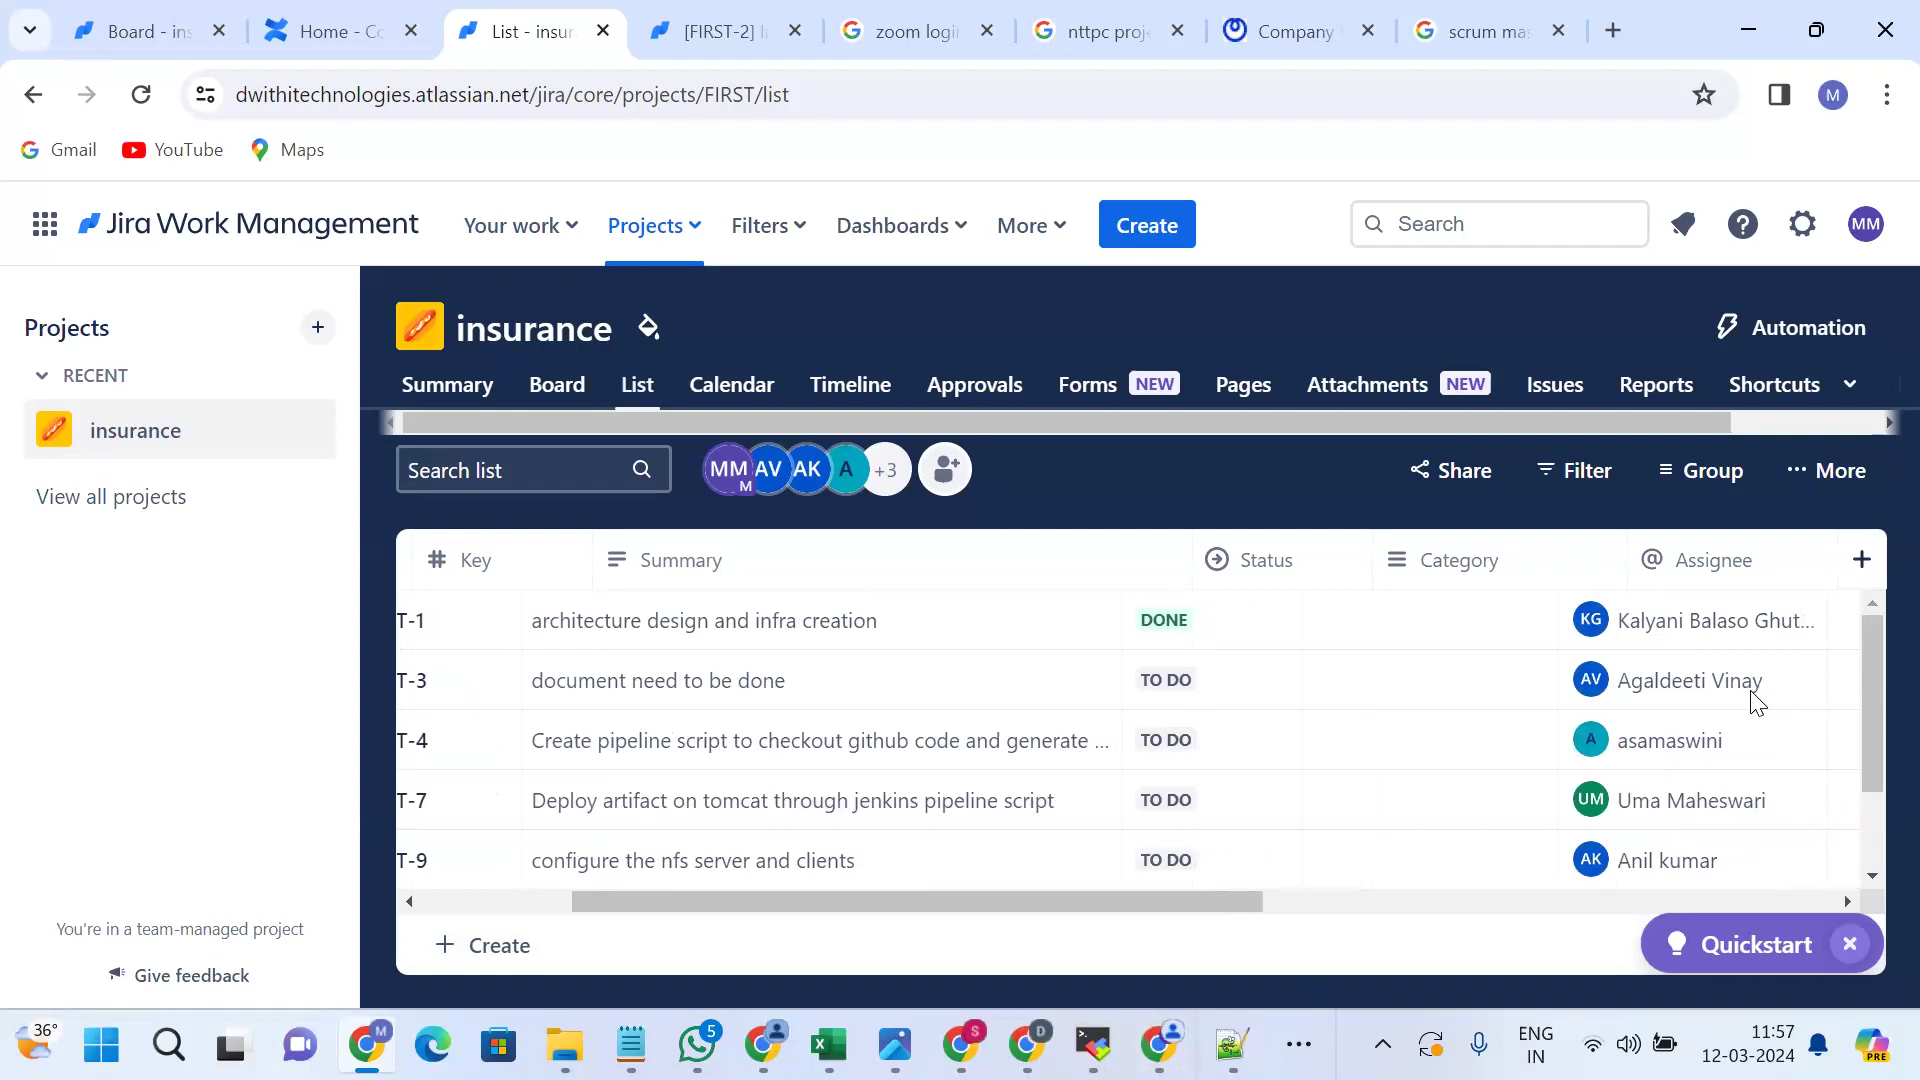 Board - ins
Home - Co
List - insur
[FIRST-2] I
zoom login
nttpc proj
Company
scrum mas
dwithitechnologies.atlassian.net/jira/core/projects/FIRST/list
M
Gmail
YouTube
Maps
Jira Work Management
Your work
Projects
Filters
Dashboards
More
Create
Search
MM
Projects
RECENT
insurance
View all projects
You're in a team-managed project
Give feedback
insurance
Automation
Summary
Board
List
Calendar
Timeline
Approvals
Forms NEW
Pages
Attachments NEW
Issues
Reports
Shortcuts
Search list
MM M AV AK A +3
Share
Filter
Group
More
Key Summary Status Category Assignee
T-1 architecture design and infra creation DONE KG Kalyani Balaso Ghut...
T-3 document need to be done TO DO AV Agaldeeti Vinay
T-4 Create pipeline script to checkout github code and generate ... TO DO A asamaswini
T-7 Deploy artifact on tomcat through jenkins pipeline script TO DO UM Uma Maheswari
T-9 configure the nfs server and clients TO DO AK Anil kumar
Create
Quickstart
36°
M
5
S
D
ENG
IN
11:57
12-03-2024
PRE